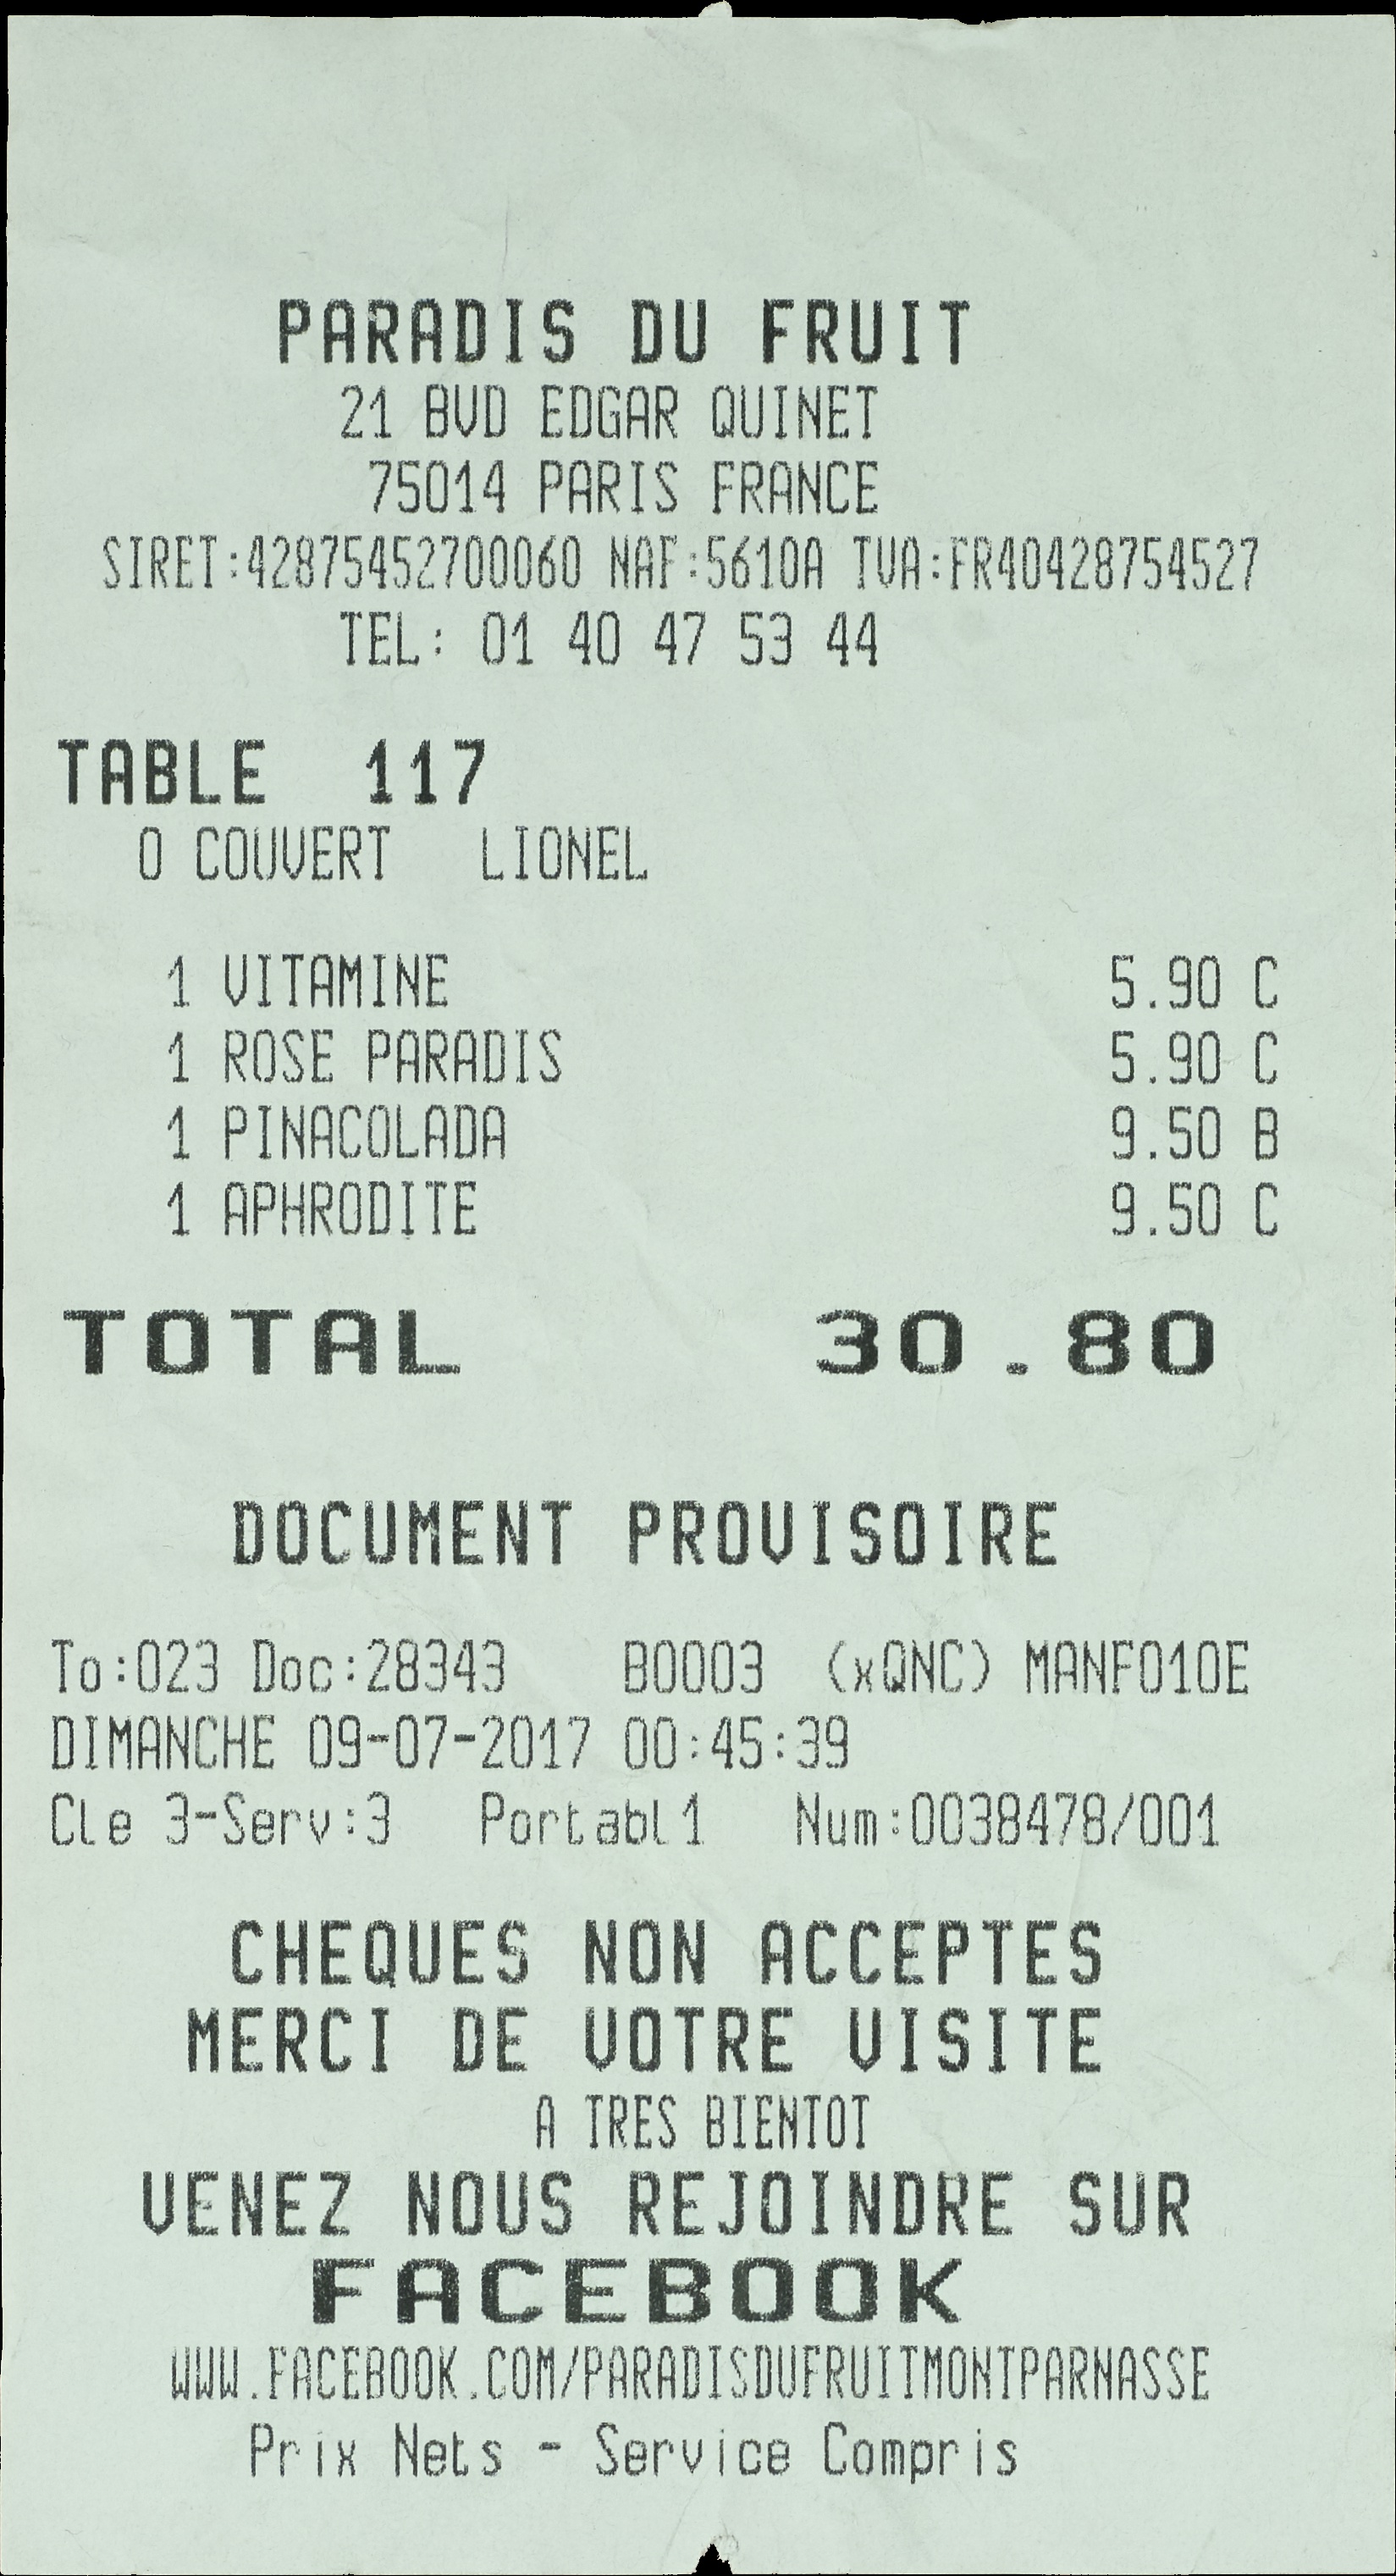 PARADIS DU FRUIT
21 BVD EDGAR QUINET
75014 PARIS FRANCE
SIRET:42875452700060 NAF:5610A TVA:FR40428754527
TEL: 01 40 47 53 44
TABLE 117
0 COUVERT LIONEL
1 VITAMINE 5.90 C
1 ROSE PARADIS 5.90 C
1 PINACOLADA 9.50 B
1 APHRODITE 9.50 C
TOTAL 30.80
DOCUMENT PROVISOIRE
To:023 Doc:28343 B0003 (xQNC) MANF010E
DIMANCHE 09-07-2017 00:45:39
Cle 3-Serv:3 Portabl1 Num:0038478/001
CHEQUES NON ACCEPTES
MERCI DE VOTRE VISITE
A TRES BIENTOT
VENEZ NOUS REJOINDRE SUR
FACEBOOK
WWW.FACEBOOK.COM/PARADISDUFRUITMONTPARNASSE
Prix Nets - Service Compris